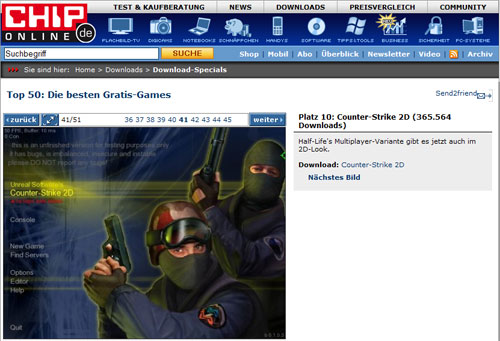 CHIP
ONLINE de
TEST & KAUFBERATUNG NEWS DOWNLOADS PREISVERGLEICH COMMUNITY
FLACHBILD-TV DIGICAMS NOTEBOOKS SCHNÄPPCHEN HANDYS SOFTWARE TIPPS&TOOLS BUSINESS SICHERHEIT PC-SYSTEME
Suchbegriff SUCHE Shop | Mobil | Abo | Überblick | Newsletter | Video | Archiv
Sie sind hier: Home > Downloads > Download-Specials
Top 50: Die besten Gratis-Games
Send2friend
‹zurück 41/51 36 37 38 39 40 41 42 43 44 45 weiter›
Platz 10: Counter-Strike 2D (365.564
Downloads)
Half-Life's Multiplayer-Variante gibt es jetzt auch im
2D-Look.
Download: Counter-Strike 2D
Nächstes Bild
this is an unfinished version for testing purposes only
it has bugs, is imbalanced, insecure and instable
please DO NOT report any bugs!
Unreal Software's
Counter-Strike 2D
Console
New Game
Find Servers
Options
Editor
Help
Quit